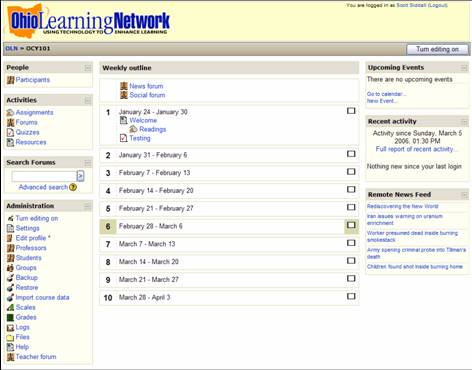 You are logged in as Scott Siddall (Logout)
OhioLearningNetwork
USING TECHNOLOGY TO ENHANCE LEARNING
OLN » OCY101
Turn editing on
People
Participants
Activities
Assignments
Forums
Quizzes
Resources
Search Forums
>
Advanced search ?
Administration
Turn editing on
Settings
Edit profile *
Professors
Students
Groups
Backup
Restore
Import course data
Scales
Grades
Logs
Files
Help
Teacher forum
Weekly outline
News forum
Social forum
1 January 24 - January 30
Welcome
Readings
Testing
2 January 31 - February 6
3 February 7 - February 13
4 February 14 - February 20
5 February 21 - February 27
6 February 28 - March 6
7 March 7 - March 13
8 March 14 - March 20
9 March 21 - March 27
10 March 28 - April 3
Upcoming Events
There are no upcoming events
Go to calendar...
New Event...
Recent activity
Activity since Sunday, March 5
2006, 01:30 PM
Full report of recent activity...
Nothing new since your last login
Remote News Feed
Rediscovering the New World
Iran issues warning on uranium
enrichment
Worker presumed dead inside burning
smokestack
Army opening criminal probe into Tillman's
death
Children found shot inside burning home